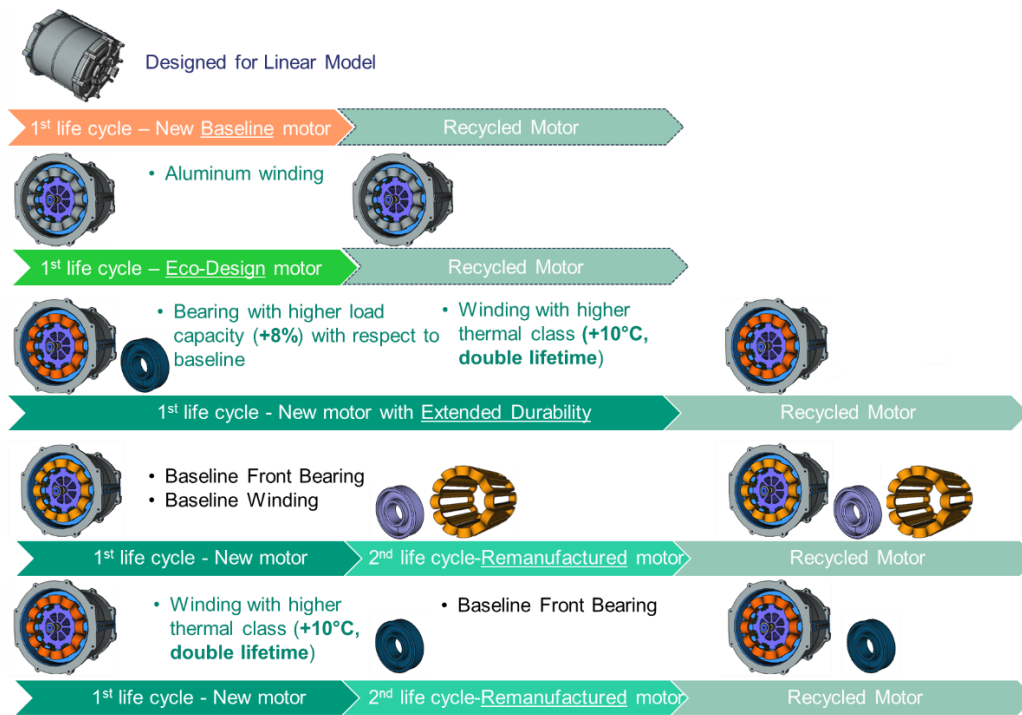 Designed for Linear Model
1st life cycle – New Baseline motor
Recycled Motor
• Aluminum winding
1st life cycle – Eco-Design motor
Recycled Motor
• Bearing with higher load
capacity (+8%) with respect to
baseline
• Winding with higher
thermal class (+10°C,
double lifetime)
1st life cycle - New motor with Extended Durability
Recycled Motor
• Baseline Front Bearing
• Baseline Winding
1st life cycle - New motor
2nd life cycle-Remanufactured motor
Recycled Motor
• Winding with higher
thermal class (+10°C,
double lifetime)
• Baseline Front Bearing
1st life cycle - New motor
2nd life cycle-Remanufactured motor
Recycled Motor